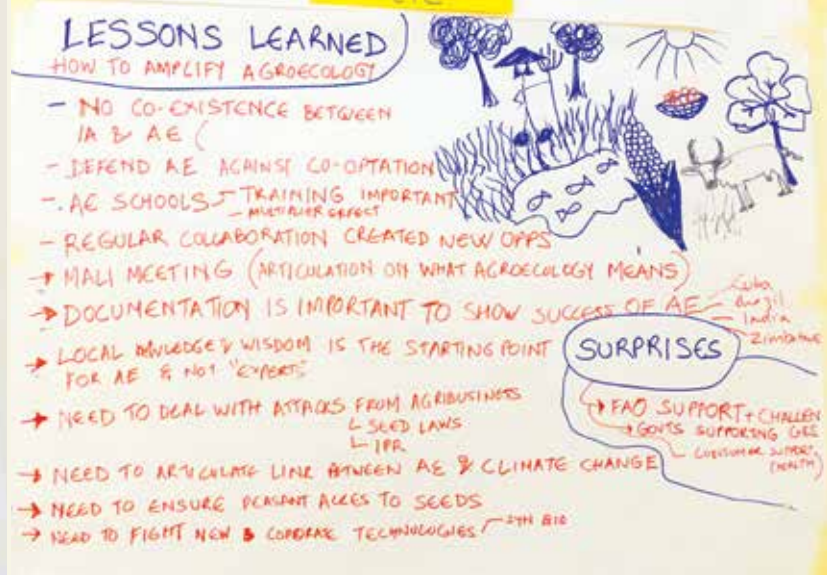 LESSONS LEARNED
HOW TO AMPLIFY AGROECOLOGY
- NO CO-EXISTENCE BETWEEN
IA & AE
- DEFEND AE AGAINST CO-OPTATION
- AE SCHOOLS TRAINING IMPORTANT
- MULTIPLIER EFFECT
- REGULAR COLLABORATION CREATED NEW OPPS
→ MALI MEETING (ARTICULATION ON WHAT AGROECOLOGY MEANS)
→ DOCUMENTATION IS IMPORTANT TO SHOW SUCCESS OF AE
Cuba
Brazil
India
Zimbabwe
→ LOCAL & WISDOM IS THE STARTING POINT
FOR AE & NOT "EXPERTS"
→ NEED TO DEAL WITH ATTACKS FROM AGRIBUSINESS
SEED LAWS
IPR
→ NEED TO ARTICULATE LINK BETWEEN AE & CLIMATE CHANGE
→ NEED TO ENSURE PEASANT TO SEEDS
→ NEED TO FIGHT NEW & CORPORATE TECHNOLOGIES
SYN BIO
SURPRISES
→ FAO SUPPORT + CHALLEN
→ GOVTS SUPPORTING
CONSUMER SUPPORT
(HEALTH)